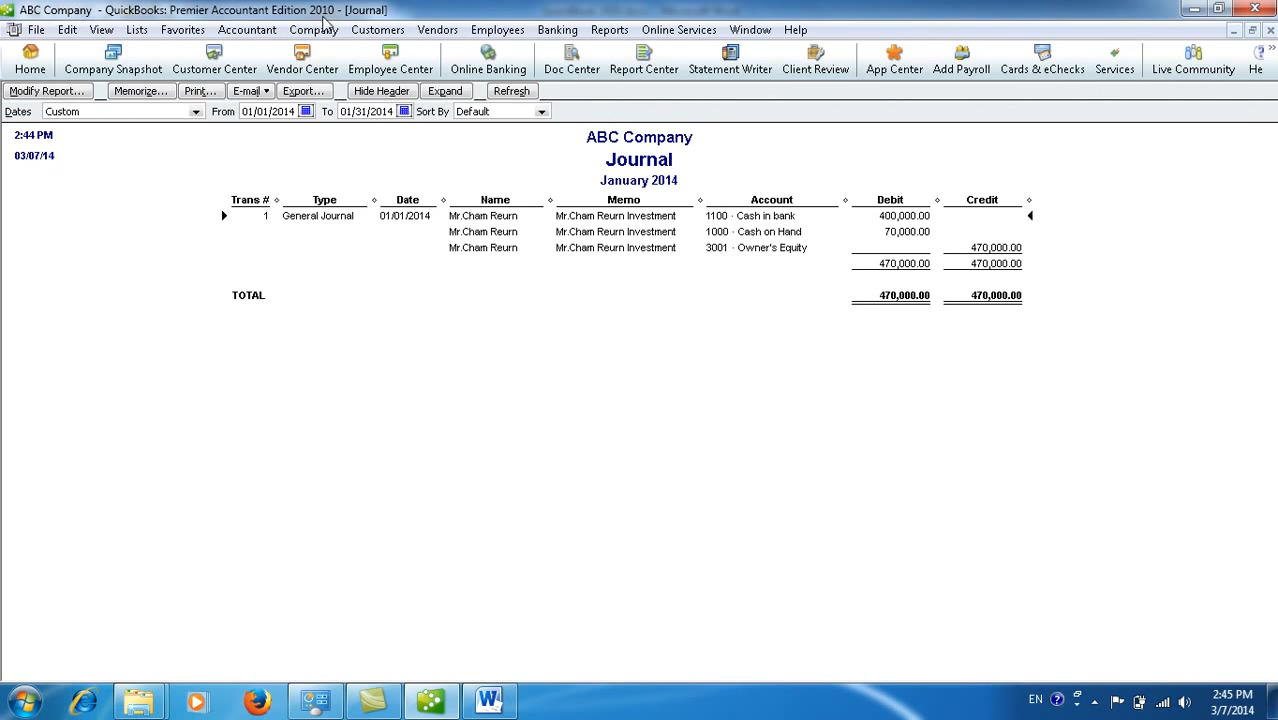 ABC Company - QuickBooks: Premier Accountant Edition 2010 - [Journal]
File Edit View Lists Favorites Accountant Company Customers Vendors Employees Banking Reports Online Services Window Help
Home Company Snapshot Customer Center Vendor Center Employee Center Online Banking Doc Center Report Center Statement Writer Client Review App Center Add Payroll Cards & eChecks Services Live Community He
Modify Report... Memorize... Print... E-mail Export... Hide Header Expand Refresh
Dates Custom From 01/01/2014 To 01/31/2014 Sort By Default
2:44 PM
03/07/14
ABC Company
Journal
January 2014
Trans # Type Date Name Memo Account Debit Credit
1 General Journal 01/01/2014 Mr.Cham Reurn Mr.Cham Reurn Investment 1100 · Cash in bank 400,000.00
Mr.Cham Reurn Mr.Cham Reurn Investment 1000 · Cash on Hand 70,000.00
Mr.Cham Reurn Mr.Cham Reurn Investment 3001 · Owner's Equity 470,000.00
470,000.00 470,000.00
TOTAL 470,000.00 470,000.00
EN
2:45 PM
3/7/2014